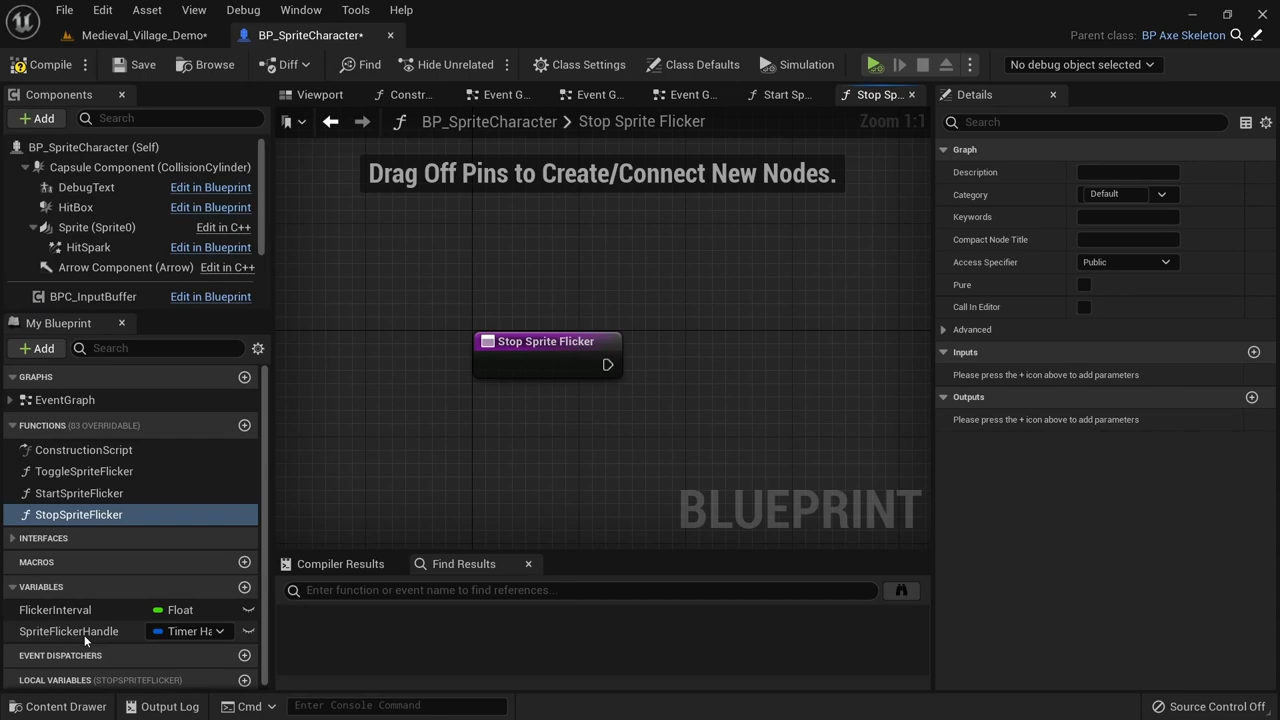 File Edit Asset View Debug Window Tools Help
Medieval_Village_Demo* BP_SpriteCharacter* Parent class: BP Axe Skeleton
Compile Save Browse Diff Find Hide Unrelated Class Settings Class Defaults Simulation No debug object selected
Components Viewport Constr... Event G... Event G... Event G... Start Sp... Stop Sp... Details
Add Search BP_SpriteCharacter > Stop Sprite Flicker Zoom 1:1 Search
BP_SpriteCharacter (Self) Graph
Capsule Component (CollisionCylinder) Drag Off Pins to Create/Connect New Nodes. Description
DebugText Edit in Blueprint Category Default
HitBox Edit in Blueprint Keywords
Sprite (Sprite0) Edit in C++ Compact Node Title
HitSpark Edit in Blueprint Access Specifier Public
Arrow Component (Arrow) Edit in C++ Pure
BPC_InputBuffer Edit in Blueprint Call In Editor
My Blueprint Advanced
Add Search Stop Sprite Flicker Inputs
GRAPHS Please press the + icon above to add parameters
EventGraph Outputs
FUNCTIONS (83 OVERRIDABLE) Please press the + icon above to add parameters
ConstructionScript
ToggleSpriteFlicker
StartSpriteFlicker
StopSpriteFlicker BLUEPRINT
INTERFACES
MACROS Compiler Results Find Results
VARIABLES Enter function or event name to find references...
FlickerInterval Float
SpriteFlickerHandle Timer Ha
EVENT DISPATCHERS
LOCAL VARIABLES (STOPSPRITEFLICKER)
Content Drawer Output Log Cmd Enter Console Command Source Control Off